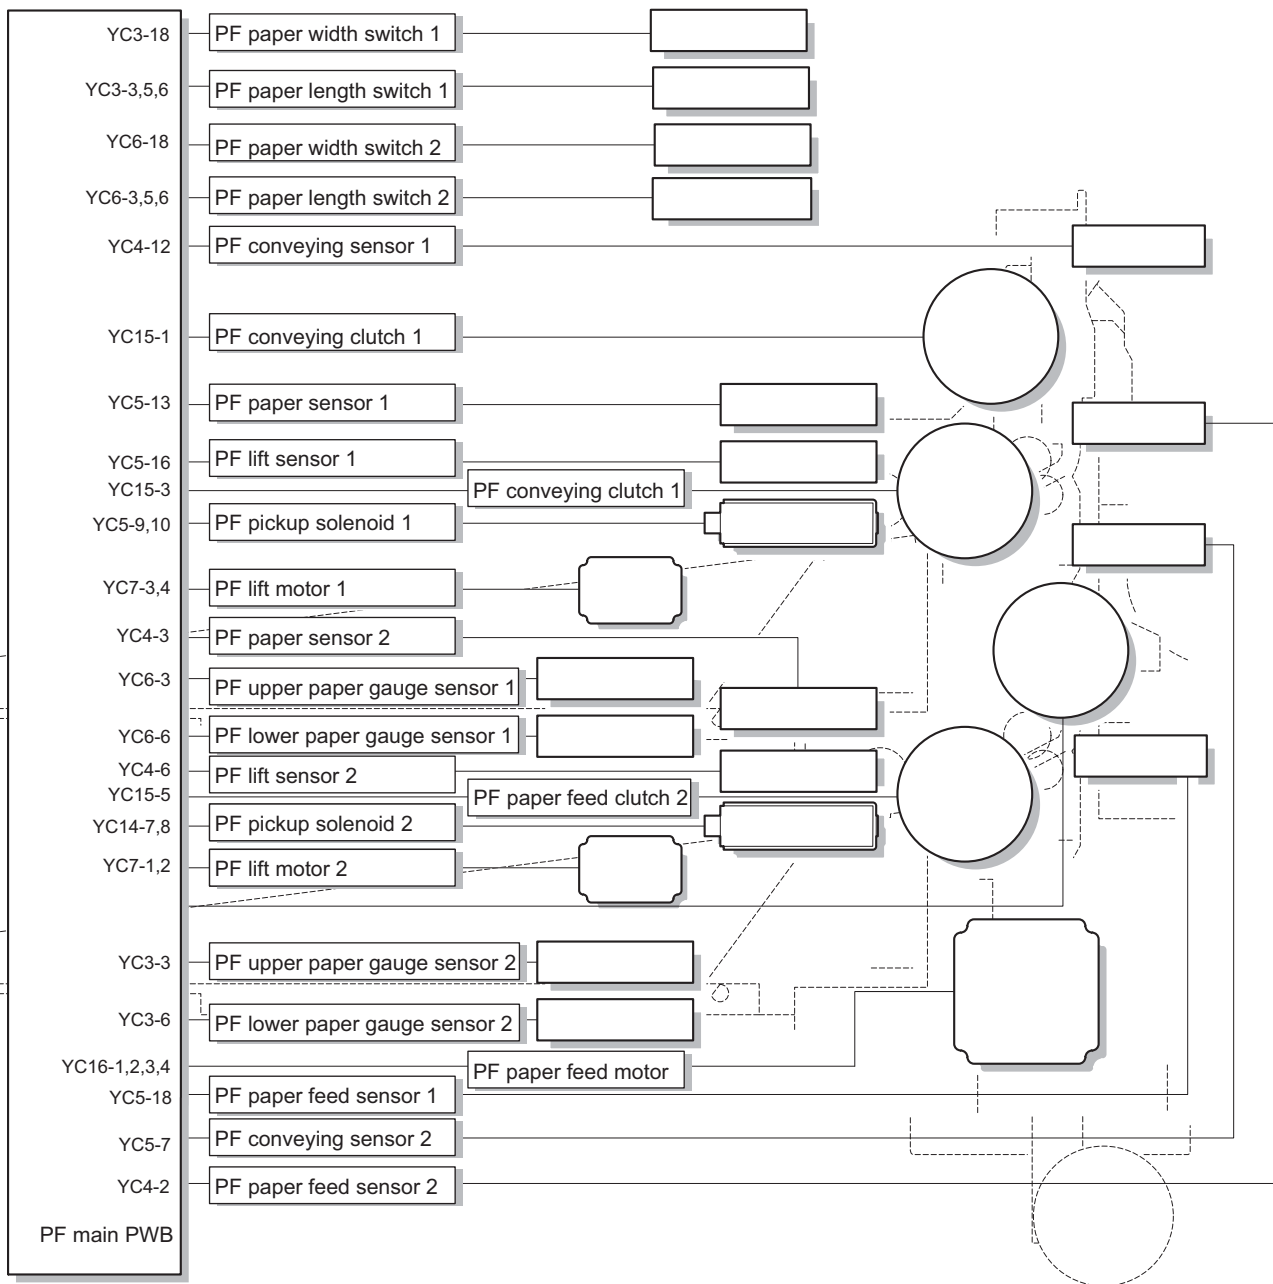 YC3-18 PF paper width switch 1
YC3-3,5,6 PF paper length switch 1
YC6-18 PF paper width switch 2
YC6-3,5,6 PF paper length switch 2
YC4-12 PF conveying sensor 1
YC15-1 PF conveying clutch 1
YC5-13 PF paper sensor 1
YC5-16 PF lift sensor 1
YC15-3 PF conveying clutch 1
YC5-9,10 PF pickup solenoid 1
YC7-3,4 PF lift motor 1
YC4-3 PF paper sensor 2
YC6-3 PF upper paper gauge sensor 1
YC6-6 PF lower paper gauge sensor 1
YC4-6 PF lift sensor 2
YC15-5 PF paper feed clutch 2
YC14-7,8 PF pickup solenoid 2
YC7-1,2 PF lift motor 2
YC3-3 PF upper paper gauge sensor 2
YC3-6 PF lower paper gauge sensor 2
YC16-1,2,3,4 PF paper feed motor
YC5-18 PF paper feed sensor 1
YC5-7 PF conveying sensor 2
YC4-2 PF paper feed sensor 2
PF main PWB